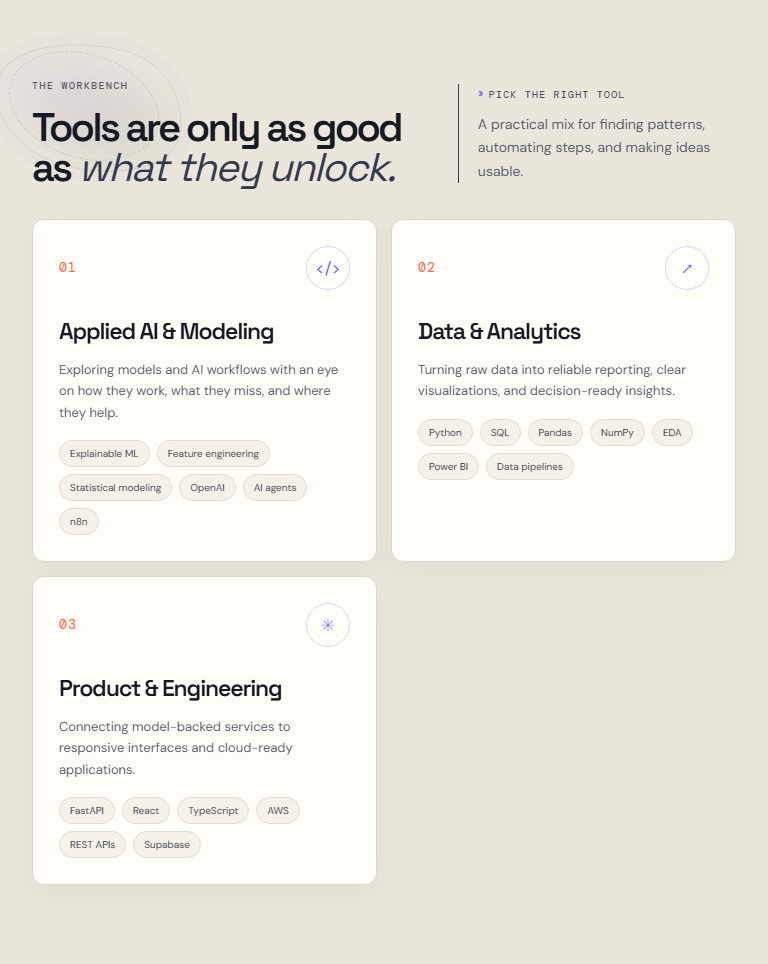 THE WORKBENCH
Tools are only as good
as what they unlock.
» PICK THE RIGHT TOOL
A practical mix for finding patterns,
automating steps, and making ideas
usable.
01
</>
Applied AI & Modeling
Exploring models and AI workflows with an eye
on how they work, what they miss, and where
they help.
Explainable ML
Feature engineering
Statistical modeling
OpenAI
AI agents
n8n
02
↗
Data & Analytics
Turning raw data into reliable reporting, clear
visualizations, and decision-ready insights.
Python
SQL
Pandas
NumPy
EDA
Power BI
Data pipelines
03
✳
Product & Engineering
Connecting model-backed services to
responsive interfaces and cloud-ready
applications.
FastAPI
React
TypeScript
AWS
REST APIs
Supabase